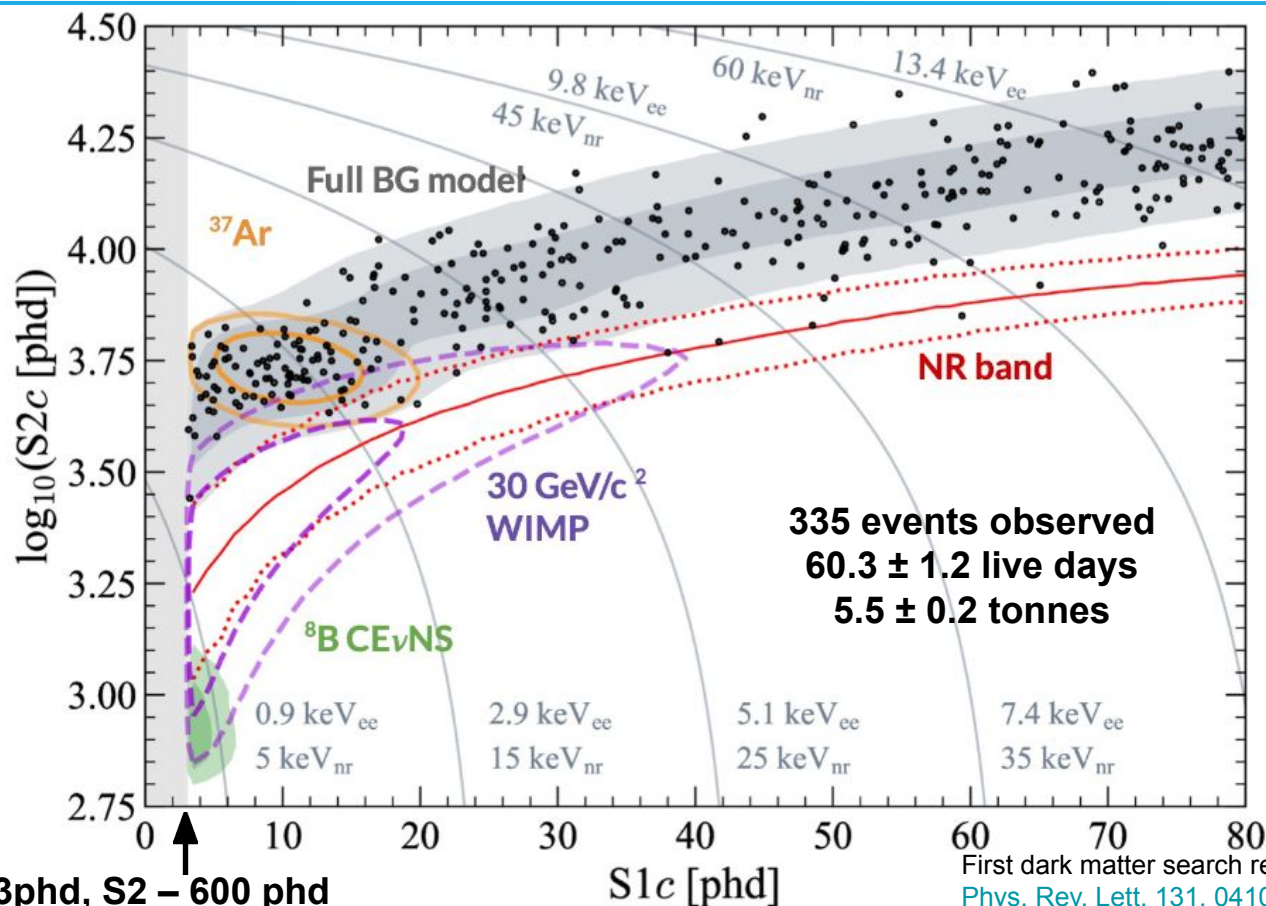 4.50
4.25
4.00
3.75
3.50
3.25
3.00
2.75
log₁₀(S2c [phd])
9.8 keVee
45 keVnr
60 keVnr
13.4 keVee
Full BG model
³⁷Ar
NR band
30 GeV/c ²
WIMP
335 events observed
60.3 ± 1.2 live days
5.5 ± 0.2 tonnes
⁸B CEνNS
0.9 keVee
5 keVnr
2.9 keVee
15 keVnr
5.1 keVee
25 keVnr
7.4 keVee
35 keVnr
0 10 20 30 40 50 60 70 80
S1c [phd]
3phd, S2 – 600 phd
First dark matter search re
Phys. Rev. Lett. 131, 0410